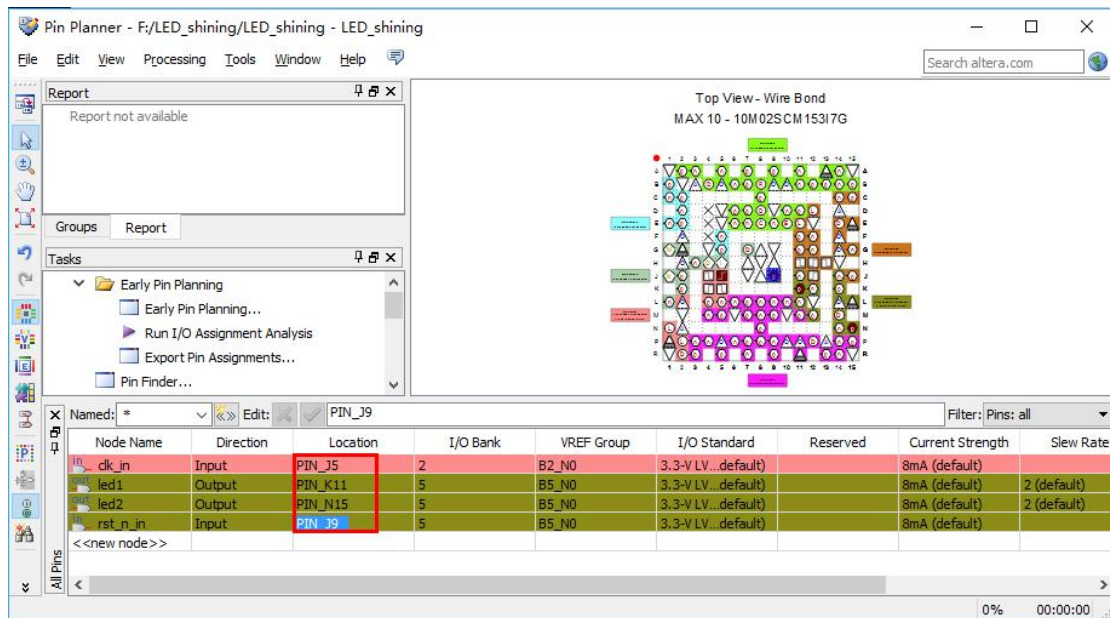 Pin Planner - F:/LED_shining/LED_shining - LED_shining
File Edit View Processing Tools Window Help
Search altera.com
Report
Report not available
Groups Report
Tasks
Early Pin Planning
Early Pin Planning...
Run I/O Assignment Analysis
Export Pin Assignments...
Pin Finder...
Top View - Wire Bond
MAX 10 - 10M02SCM153I7G
Named: * Edit: PIN_J9 Filter: Pins: all
Node Name Direction Location I/O Bank VREF Group I/O Standard Reserved Current Strength Slew Rate
in clk_in Input PIN_J5 2 B2_N0 3.3-V LV...default) 8mA (default)
out led1 Output PIN_K11 5 B5_N0 3.3-V LV...default) 8mA (default) 2 (default)
out led2 Output PIN_N15 5 B5_N0 3.3-V LV...default) 8mA (default) 2 (default)
in rst_n_in Input PIN_J9 5 B5_N0 3.3-V LV...default) 8mA (default)
<<new node>>
All Pins
0% 00:00:00